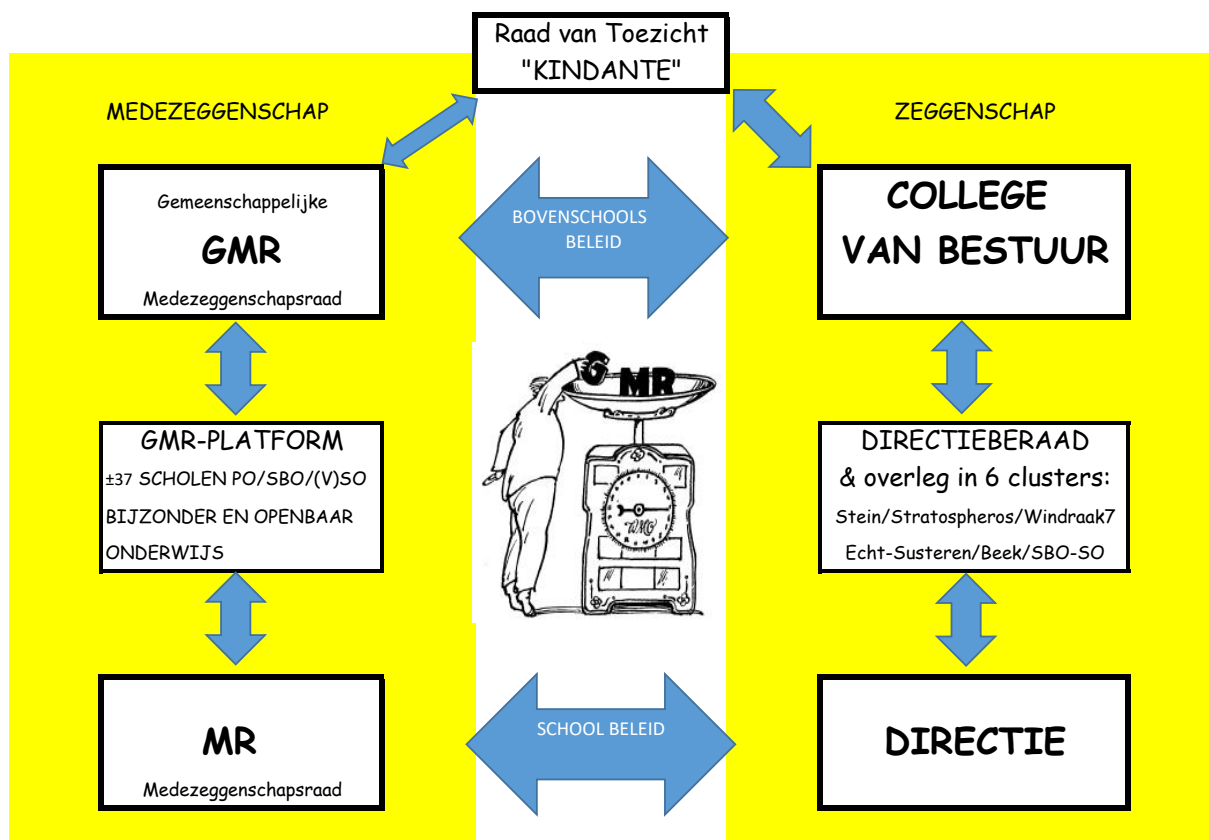 Raad van Toezicht
"KINDANTE"
MEDEZEGGENSCHAP
ZEGGENSCHAP
Gemeenschappelijke
GMR
Medezeggenschapsraad
BOVENSCHOOLS
BELEID
COLLEGE
VAN BESTUUR
GMR-PLATFORM
±37 SCHOLEN PO/SBO/(V)SO
BIJZONDER EN OPENBAAR
ONDERWIJS
G MR
WMO
DIRECTIEBERAAD
& overleg in 6 clusters:
Stein/Stratospheros/Windraak7
Echt-Susteren/Beek/SBO-SO
MR
Medezeggenschapsraad
SCHOOL BELEID
DIRECTIE